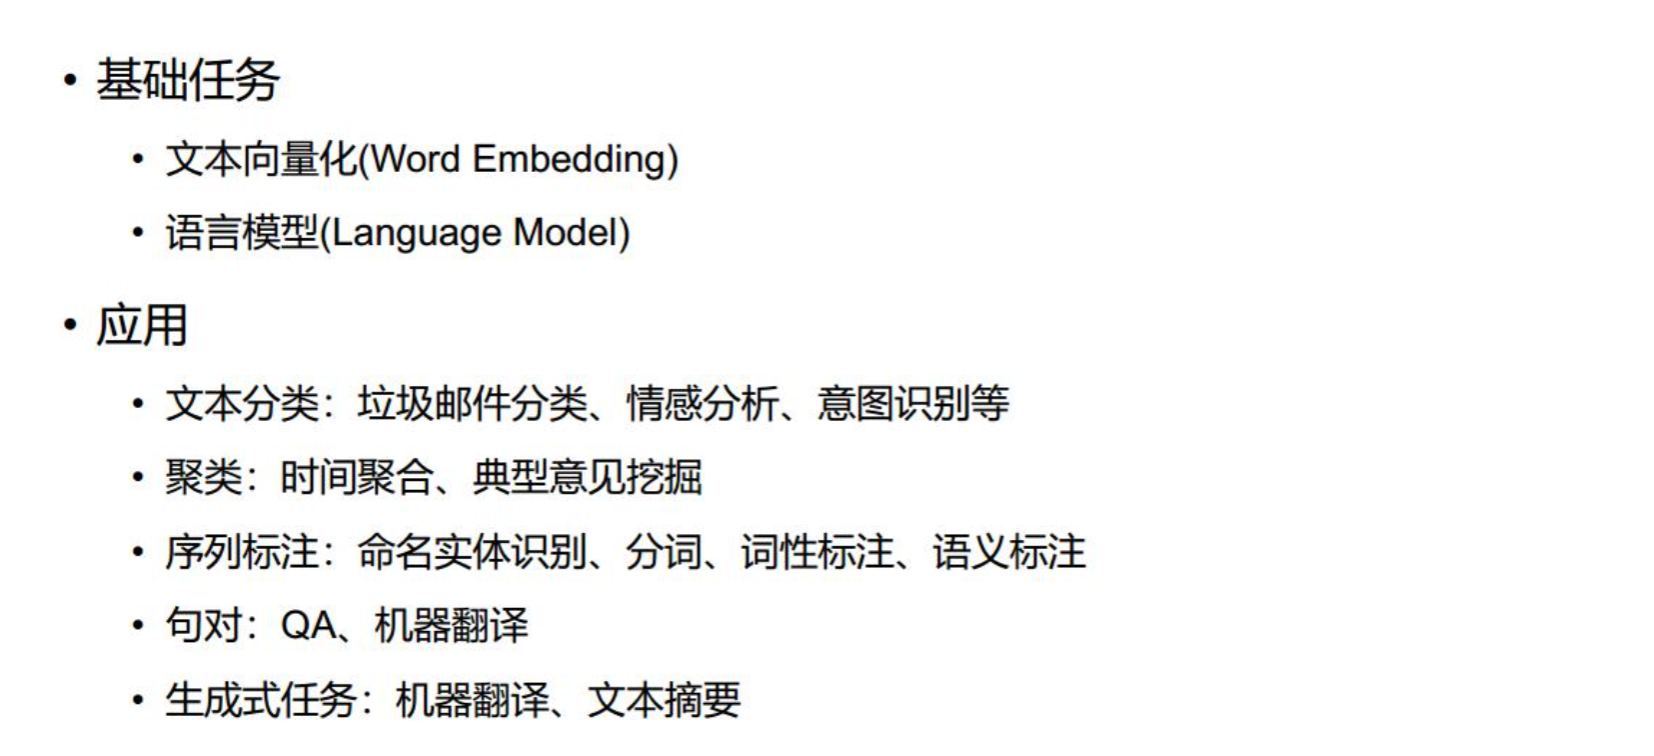 • 基础任务
• 文本向量化(Word Embedding)
• 语言模型(Language Model)
• 应用
• 文本分类：垃圾邮件分类、情感分析、意图识别等
• 聚类：时间聚合、典型意见挖掘
• 序列标注：命名实体识别、分词、词性标注、语义标注
• 句对：QA、机器翻译
• 生成式任务：机器翻译、文本摘要